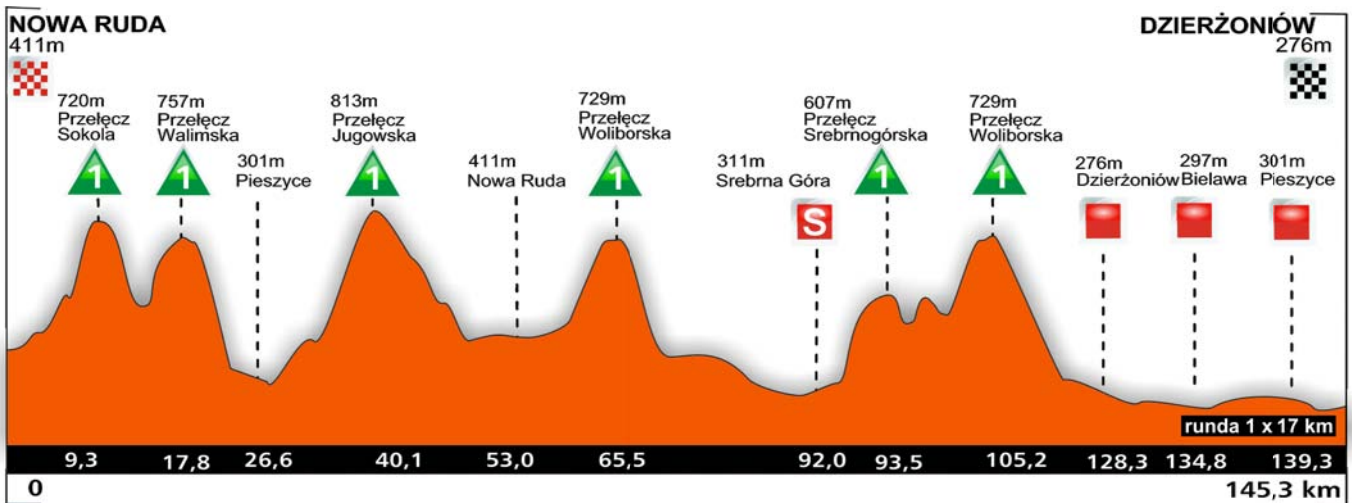 NOWA RUDA
411m
DZIERŻONIÓW
276m
720m
Przełęcz
Sokola
1
757m
Przełęcz
Walimska
1
301m
Pieszyce
813m
Przełęcz
Jugowska
1
411m
Nowa Ruda
729m
Przełęcz
Woliborska
1
311m
Srebrna Góra
S
607m
Przełęcz
Srebrnogórska
1
729m
Przełęcz
Woliborska
1
276m
Dzierżoniów
297m
Bielawa
301m
Pieszyce
runda 1 x 17 km
9,3 17,8 26,6 40,1 53,0 65,5 92,0 93,5 105,2 128,3 134,8 139,3
0 145,3 km